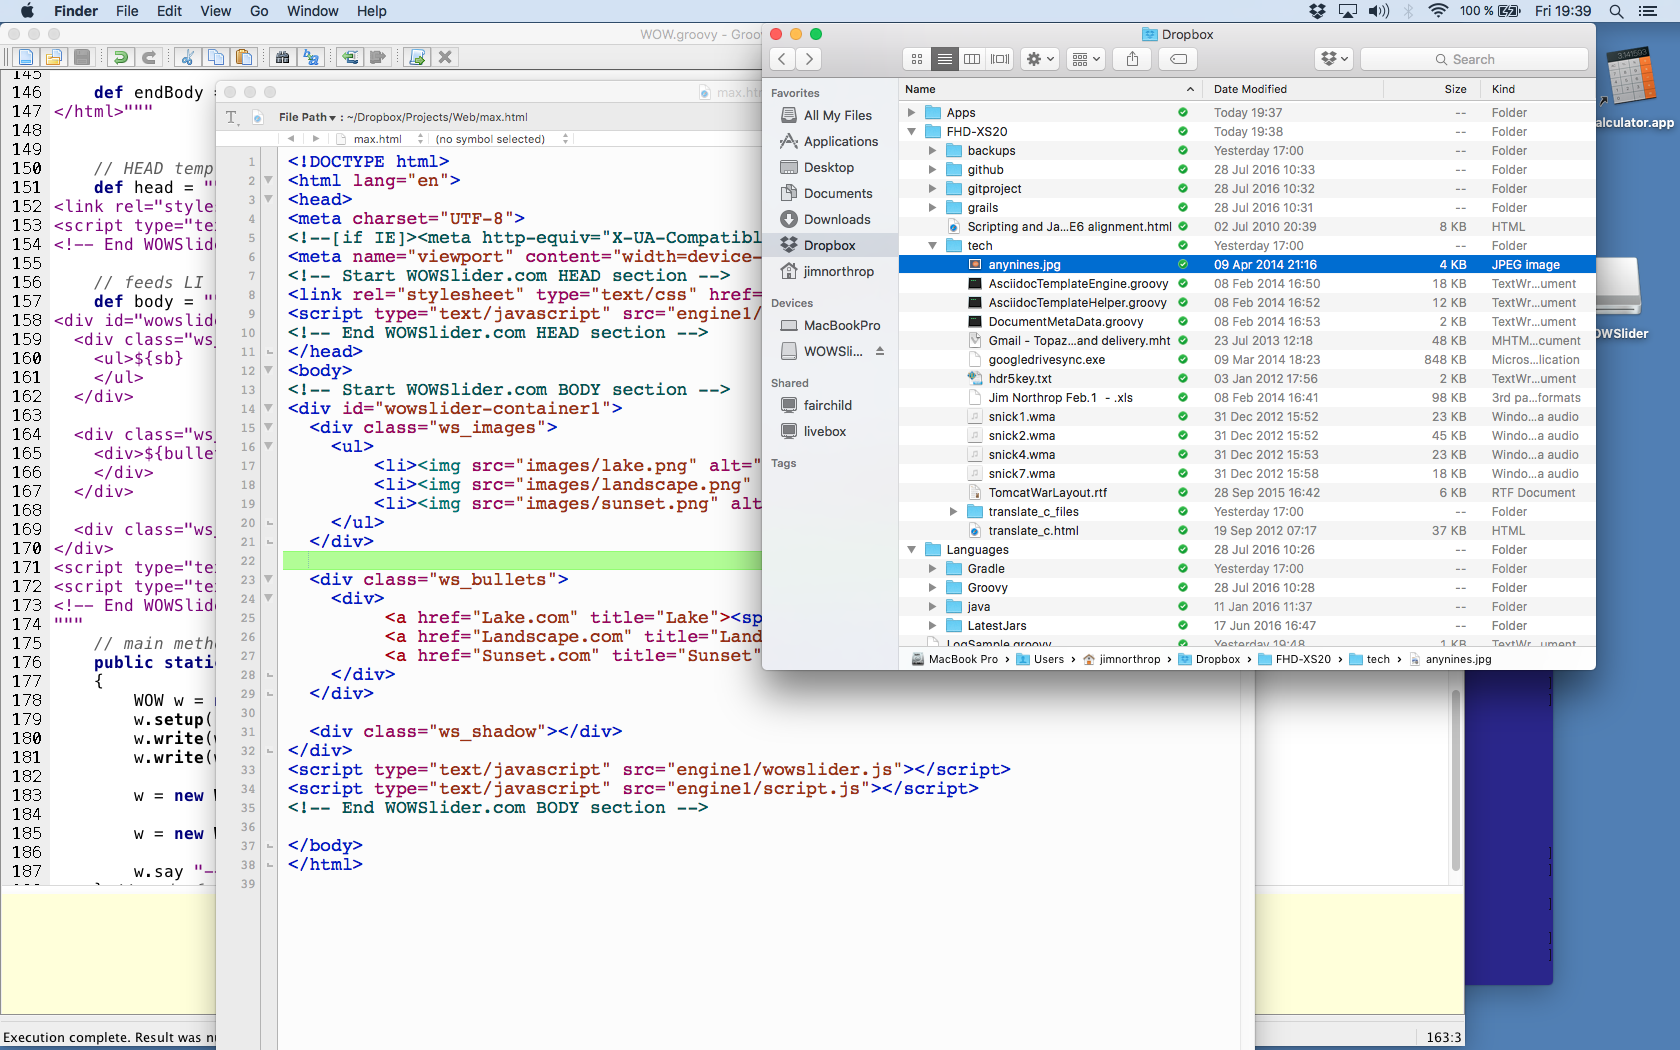 Finder File Edit View Go Window Help 100 % Fri 19:39
WOW.groovy - Groo
145
146 def endBody =
147 </html>"""
148
149
150 // HEAD temp
151 def head = ""
152 <link rel="styles
153 <script type="te
154 <!-- End WOWSlid
155
156 // feeds LI
157 def body = ""
158 <div id="wowslid
159 <div class="ws_
160 <ul>${sb}
161 </ul>
162 </div>
163
164 <div class="ws_
165 <div>${bulle
166 </div>
167 </div>
168
169 <div class="ws_
170 </div>
171 <script type="te
172 <script type="te
173 <!-- End WOWSlid
174 """
175 // main meth
176 public stati
177 {
178 WOW w =
179 w.setup(
180 w.write(
181 w.write(
182
183 w = new
184
185 w = new
186
187 w.say "--
Execution complete. Result was nu
163:3
max.htm
File Path ▾ : ~/Dropbox/Projects/Web/max.html
max.html (no symbol selected)
1 <!DOCTYPE html>
2 <html lang="en">
3 <head>
4 <meta charset="UTF-8">
5 <!--[if IE]><meta http-equiv="X-UA-Compatibl
6 <meta name="viewport" content="width=device-
7 <!-- Start WOWSlider.com HEAD section -->
8 <link rel="stylesheet" type="text/css" href=
9 <script type="text/javascript" src="engine1/
10 <!-- End WOWSlider.com HEAD section -->
11 </head>
12 <body>
13 <!-- Start WOWSlider.com BODY section -->
14 <div id="wowslider-container1">
15 <div class="ws_images">
16 <ul>
17 <li><img src="images/lake.png" alt="
18 <li><img src="images/landscape.png"
19 <li><img src="images/sunset.png" alt
20 </ul>
21 </div>
22
23 <div class="ws_bullets">
24 <div>
25 <a href="Lake.com" title="Lake"><sp
26 <a href="Landscape.com" title="Land
27 <a href="Sunset.com" title="Sunset"
28 </div>
29 </div>
30
31 <div class="ws_shadow"></div>
32 </div>
33 <script type="text/javascript" src="engine1/wowslider.js"></script>
34 <script type="text/javascript" src="engine1/script.js"></script>
35 <!-- End WOWSlider.com BODY section -->
36
37 </body>
38 </html>
39
Dropbox
Search
Favorites
All My Files
Applications
Desktop
Documents
Downloads
Dropbox
jimnorthrop
Devices
MacBookPro
WOWSli...
Shared
fairchild
livebox
Tags
Name Date Modified Size Kind
Apps Today 19:37 -- Folder
FHD-XS20 Today 19:38 -- Folder
backups Yesterday 17:00 -- Folder
github 28 Jul 2016 10:33 -- Folder
gitproject 28 Jul 2016 10:32 -- Folder
grails 28 Jul 2016 10:31 -- Folder
Scripting and Ja...E6 alignment.html 02 Jul 2010 20:39 8 KB HTML
tech Yesterday 17:00 -- Folder
anynines.jpg 09 Apr 2014 21:16 4 KB JPEG image
AsciidocTemplateEngine.groovy 08 Feb 2014 16:50 18 KB TextWr...ument
AsciidocTemplateHelper.groovy 08 Feb 2014 16:52 12 KB TextWr...ument
DocumentMetaData.groovy 08 Feb 2014 16:53 2 KB TextWr...ument
Gmail - Topaz...and delivery.mht 23 Jul 2013 12:18 48 KB MHTM...cument
googledrivesync.exe 09 Mar 2014 18:23 848 KB Micros...lication
hdr5key.txt 03 Jan 2012 17:56 2 KB TextWr...ument
Jim Northrop Feb.1 - .xls 08 Feb 2014 16:41 98 KB 3rd pa...formats
snick1.wma 31 Dec 2012 15:52 23 KB Windo...a audio
snick2.wma 31 Dec 2012 15:52 45 KB Windo...a audio
snick4.wma 31 Dec 2012 15:53 23 KB Windo...a audio
snick7.wma 31 Dec 2012 15:58 18 KB Windo...a audio
TomcatWarLayout.rtf 28 Sep 2015 16:42 6 KB RTF Document
translate_c_files Yesterday 17:00 -- Folder
translate_c.html 19 Sep 2012 07:17 37 KB HTML
Languages 28 Jul 2016 10:26 -- Folder
Gradle Yesterday 17:00 -- Folder
Groovy 28 Jul 2016 10:28 -- Folder
java 11 Jan 2016 11:37 -- Folder
LatestJars 17 Jun 2016 16:47 -- Folder
LogSample.groovy Yesterday 19:48 1 KB TextWr...ument
MacBook Pro › Users › jimnorthrop › Dropbox › FHD-XS20 › tech › anynines.jpg
3.141593
alculator.app
OWSlider